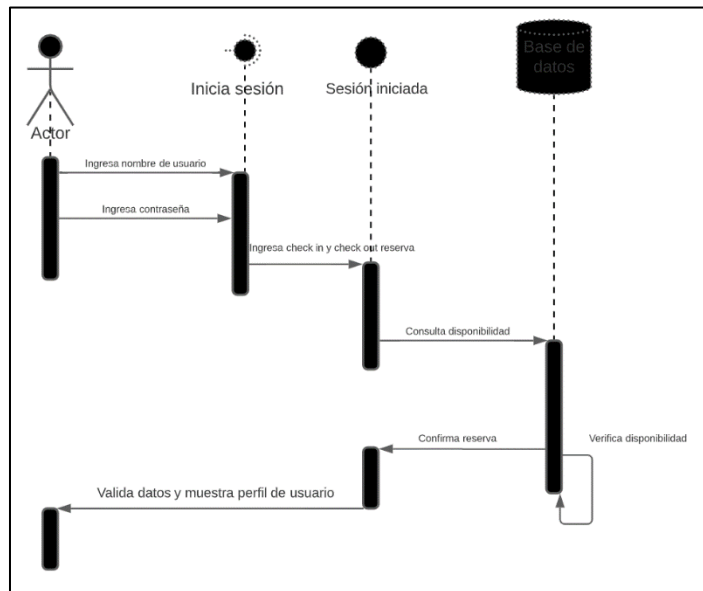 Base de
datos
Inicia sesión
Sesión iniciada
Actor
Ingresa nombre de usuario
Ingresa contraseña
Ingresa check in y check out reserva
Consulta disponibilidad
Confirma reserva
Verifica disponibilidad
Valida datos y muestra perfil de usuario